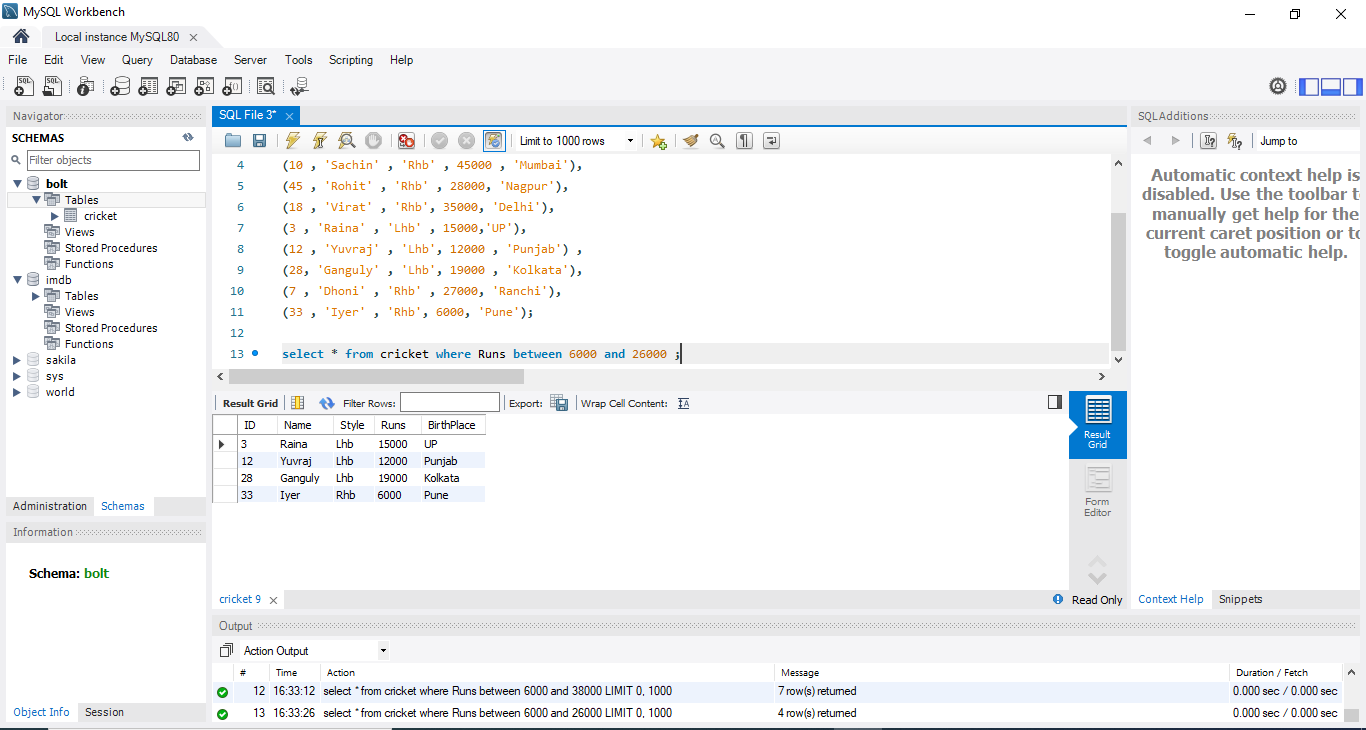 MySQL Workbench
Local instance MySQL80
File Edit View Query Database Server Tools Scripting Help
Navigator
SCHEMAS
Filter objects
bolt
Tables
cricket
Views
Stored Procedures
Functions
imdb
Tables
Views
Stored Procedures
Functions
sakila
sys
world
Administration Schemas
Information
Schema: bolt
Object Info Session
SQL File 3*
Limit to 1000 rows
4 (10 , 'Sachin' , 'Rhb' , 45000 , 'Mumbai'),
5 (45 , 'Rohit' , 'Rhb' , 28000, 'Nagpur'),
6 (18 , 'Virat' , 'Rhb', 35000, 'Delhi'),
7 (3 , 'Raina' , 'Lhb' , 15000,'UP'),
8 (12 , 'Yuvraj' , 'Lhb', 12000 , 'Punjab') ,
9 (28, 'Ganguly' , 'Lhb', 19000 , 'Kolkata'),
10 (7 , 'Dhoni' , 'Rhb' , 27000, 'Ranchi'),
11 (33 , 'Iyer' , 'Rhb', 6000, 'Pune');
12
13 select * from cricket where Runs between 6000 and 26000 ;
Result Grid Filter Rows: Export: Wrap Cell Content:
ID Name Style Runs BirthPlace
3 Raina Lhb 15000 UP
12 Yuvraj Lhb 12000 Punjab
28 Ganguly Lhb 19000 Kolkata
33 Iyer Rhb 6000 Pune
Result
Grid
Form
Editor
cricket 9
Read Only
SQLAdditions
Jump to
Automatic context help is
disabled. Use the toolbar t
manually get help for the
current caret position or to
toggle automatic help.
Context Help Snippets
Output
Action Output
# Time Action Message Duration / Fetch
12 16:33:12 select * from cricket where Runs between 6000 and 38000 LIMIT 0, 1000 7 row(s) returned 0.000 sec / 0.000 sec
13 16:33:26 select * from cricket where Runs between 6000 and 26000 LIMIT 0, 1000 4 row(s) returned 0.000 sec / 0.000 sec